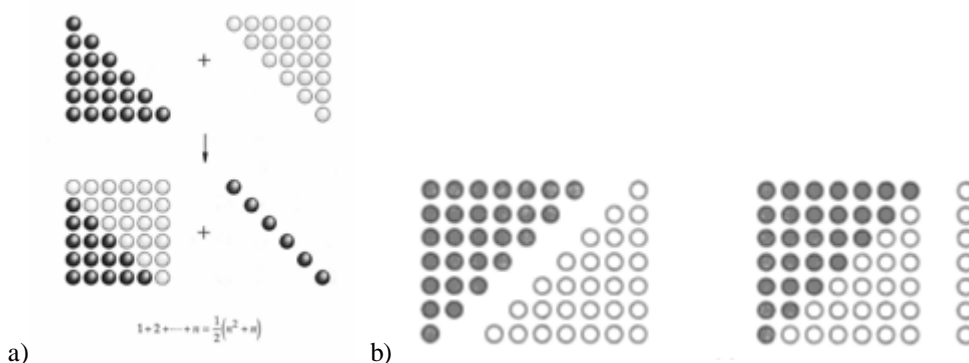 +
+
1+2+⋯+n = 1/2(n²+n)
a) b)